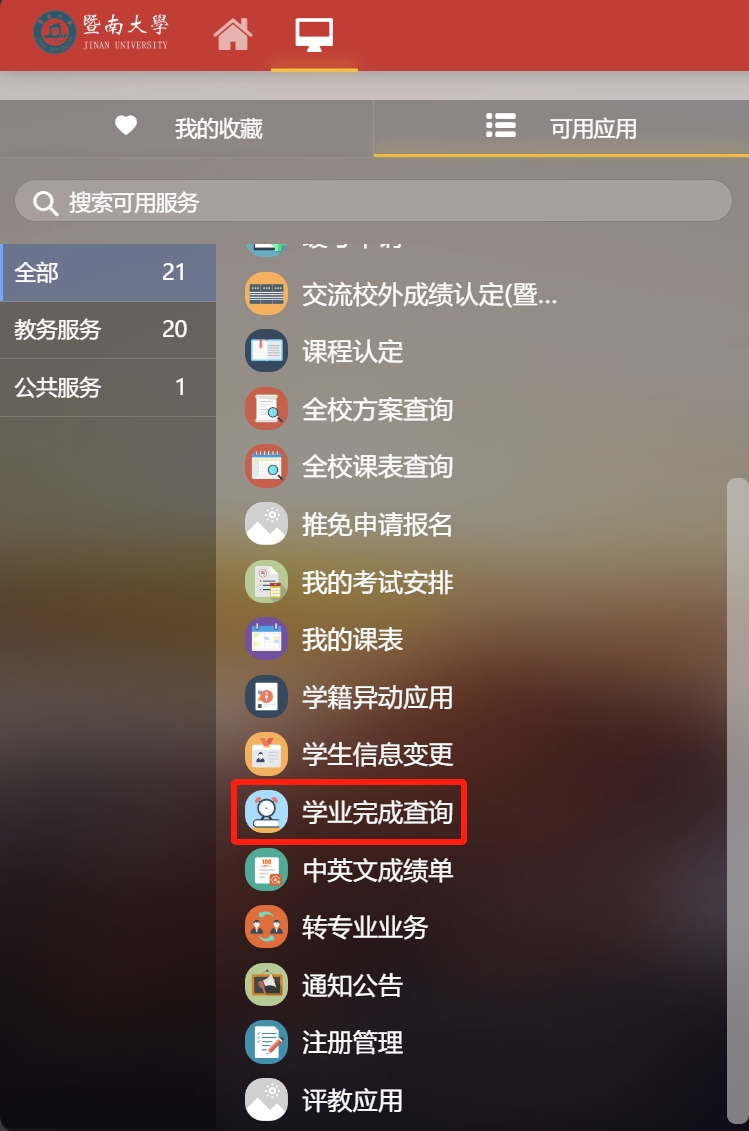 暨南大學
JINAN UNIVERSITY
我的收藏
可用应用
搜索可用服务
全部 21
教务服务 20
公共服务 1
交流校外成绩认定(暨...
课程认定
全校方案查询
全校课表查询
推免申请报名
我的考试安排
我的课表
学籍异动应用
学生信息变更
学业完成查询
中英文成绩单
转专业业务
通知公告
注册管理
评教应用